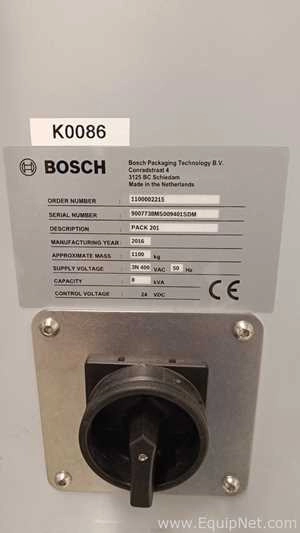 K0086
BOSCH
Bosch Packaging Technology B.V.
Conradstraat 4
3125 BC Schiedam
Made in the Netherlands
ORDER NUMBER : 1100002215
SERIAL NUMBER : 9007738MS009401SDM
DESCRIPTION : PACK 201
MANUFACTURING YEAR : 2016
APPROXIMATE MASS : 1100 kg
SUPPLY VOLTAGE : 3N 400 VAC 50 Hz
CAPACITY : 8 kVA
CONTROL VOLTAGE : 24 VDC
CE
www.EquipNet.com